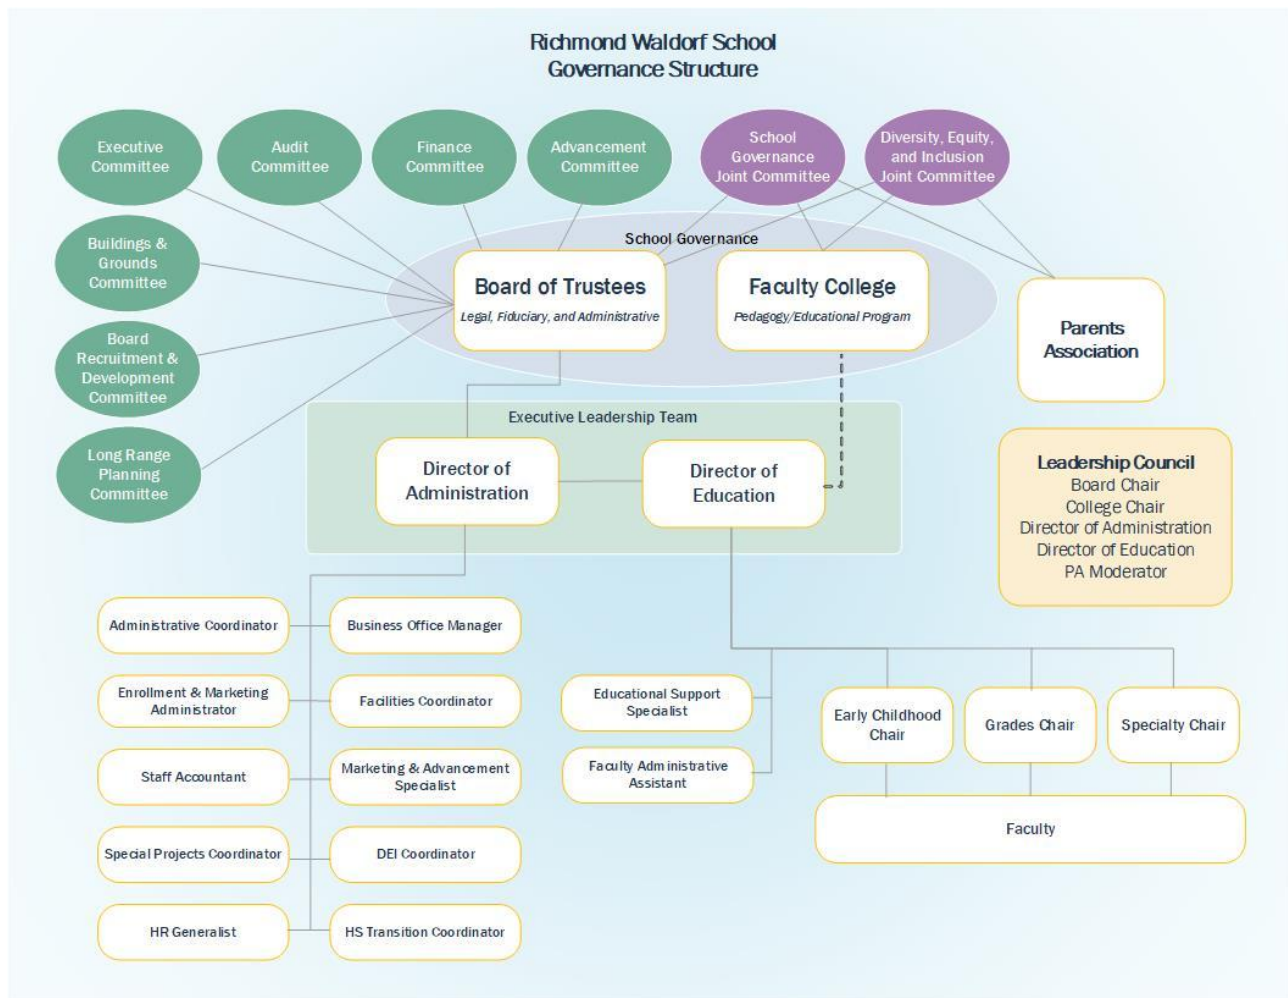 Richmond Waldorf School
Governance Structure
Executive
Committee
Audit
Committee
Finance
Committee
Advancement
Committee
School
Governance
Joint Committee
Diversity, Equity,
and Inclusion
Joint Committee
Buildings &
Grounds
Committee
Board
Recruitment &
Development
Committee
Long Range
Planning
Committee
School Governance
Board of Trustees
Legal, Fiduciary, and Administrative
Faculty College
Pedagogy/Educational Program
Parents
Association
Executive Leadership Team
Director of
Administration
Director of
Education
Leadership Council
Board Chair
College Chair
Director of Administration
Director of Education
PA Moderator
Administrative Coordinator
Business Office Manager
Enrollment & Marketing
Administrator
Facilities Coordinator
Staff Accountant
Marketing & Advancement
Specialist
Special Projects Coordinator
DEI Coordinator
HR Generalist
HS Transition Coordinator
Educational Support
Specialist
Faculty Administrative
Assistant
Early Childhood
Chair
Grades Chair
Specialty Chair
Faculty